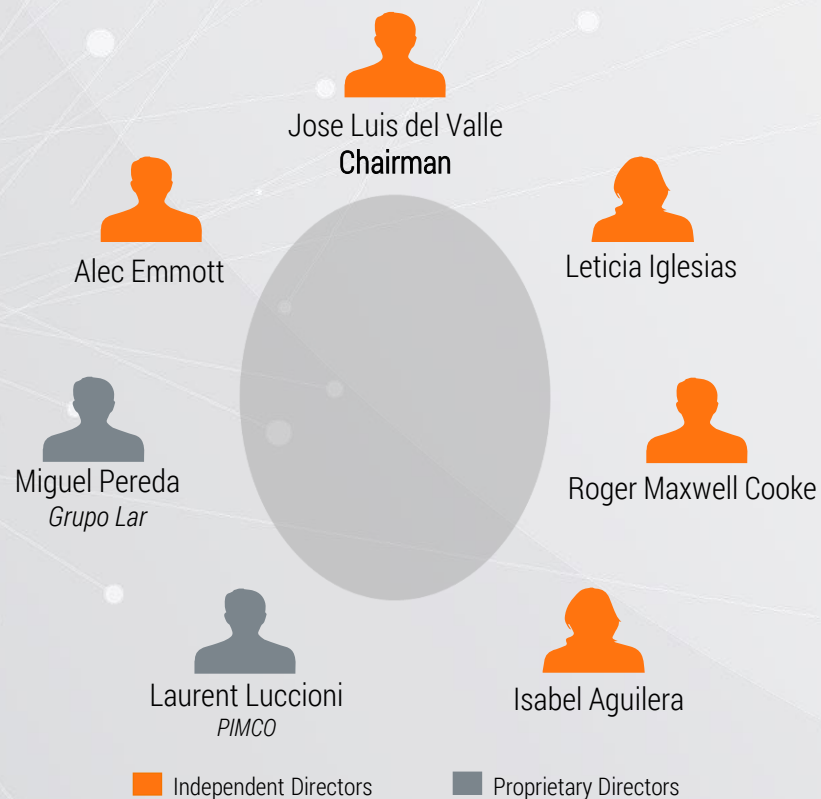 Jose Luis del Valle
Chairman
Alec Emmott
Leticia Iglesias
Miguel Pereda
Grupo Lar
Roger Maxwell Cooke
Laurent Luccioni
PIMCO
Isabel Aguilera
Independent Directors
Proprietary Directors